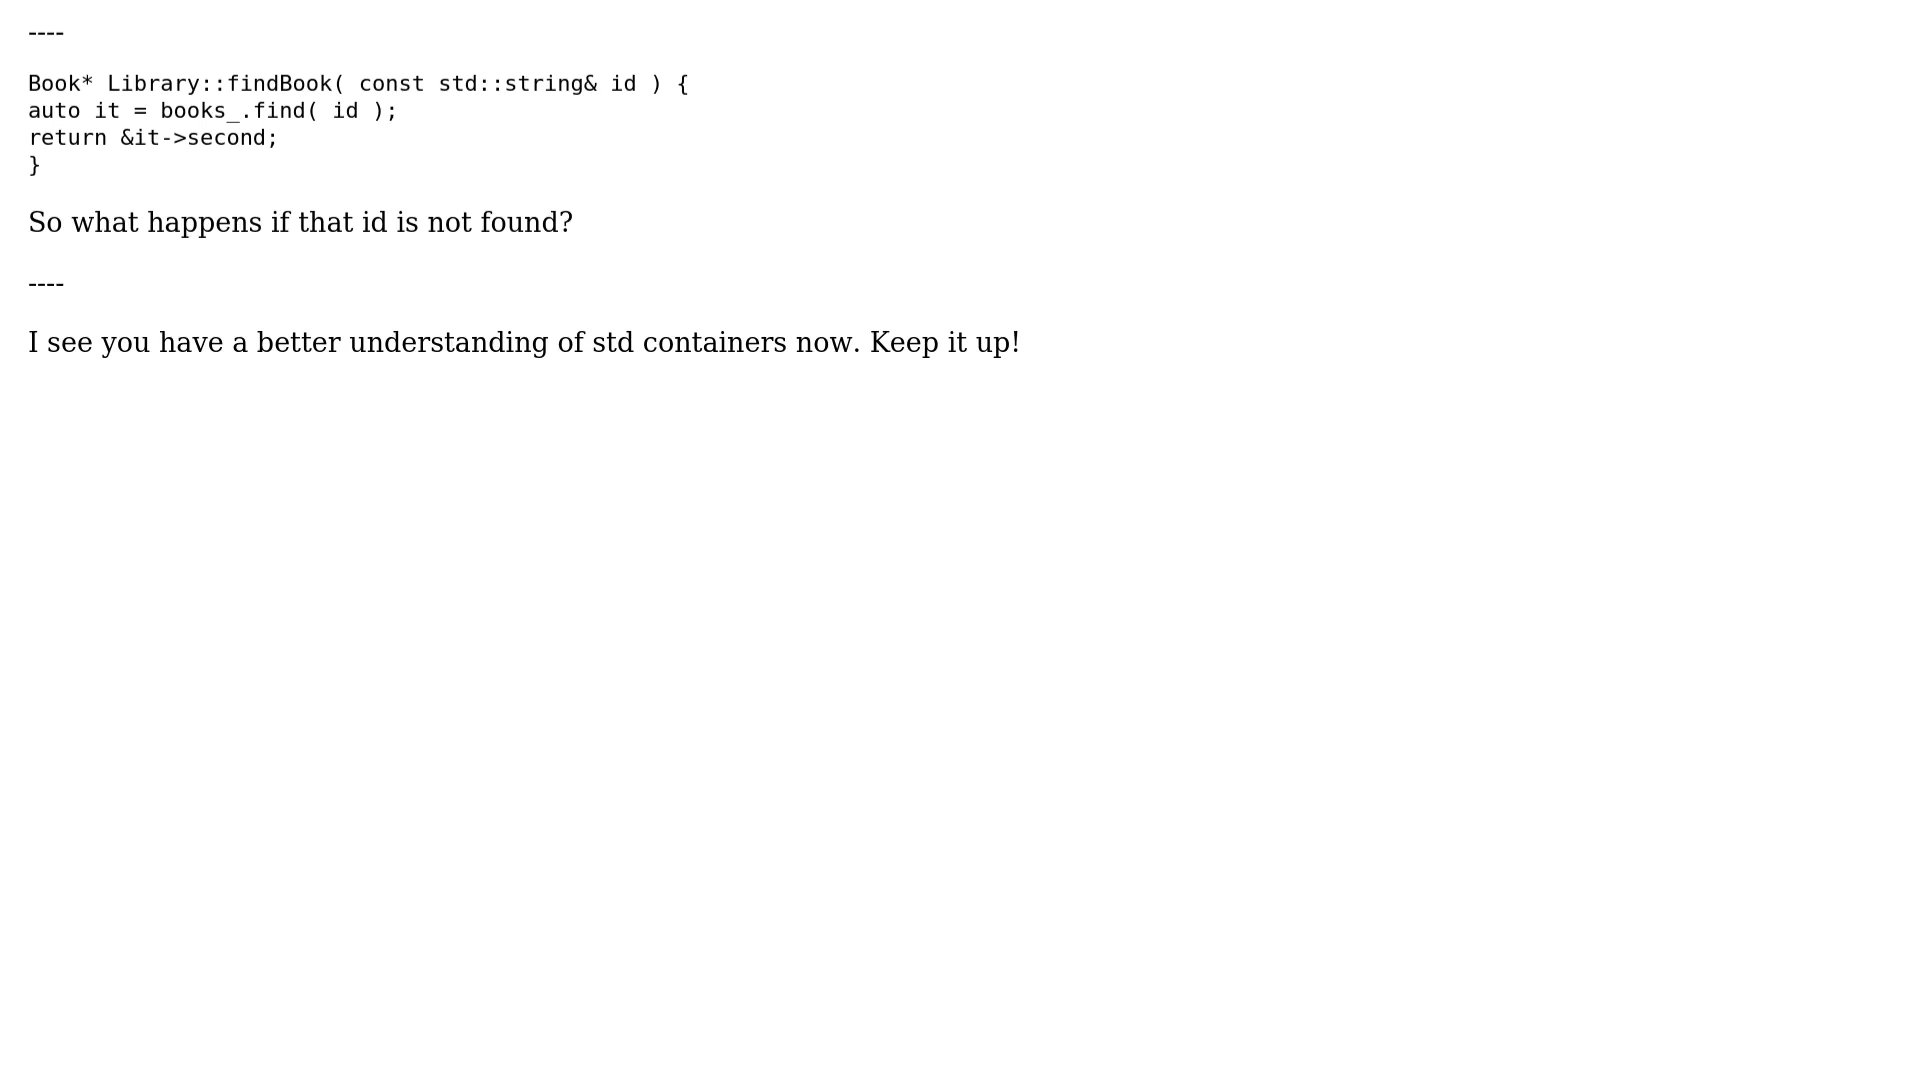 ----
Book* Library::findBook( const std::string& id ) {
auto it = books_.find( id );
return &it->second;
}
So what happens if that id is not found?
----
I see you have a better understanding of std containers now. Keep it up!